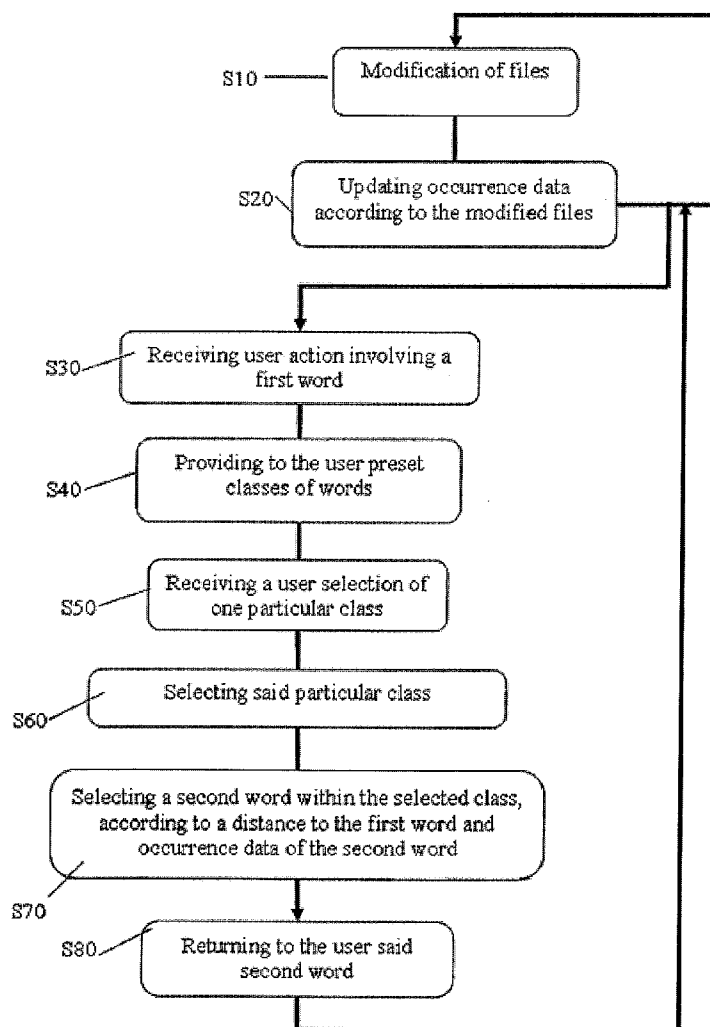 S10
Modification of files
S20
Updating occurrence data
according to the modified files
S30
Receiving user action involving a
first word
S40
Providing to the user preset
classes of words
S50
Receiving a user selection of
one particular class
S60
Selecting said particular class
S70
Selecting a second word within the selected class,
according to a distance to the first word and
occurrence data of the second word
S80
Returning to the user said
second word